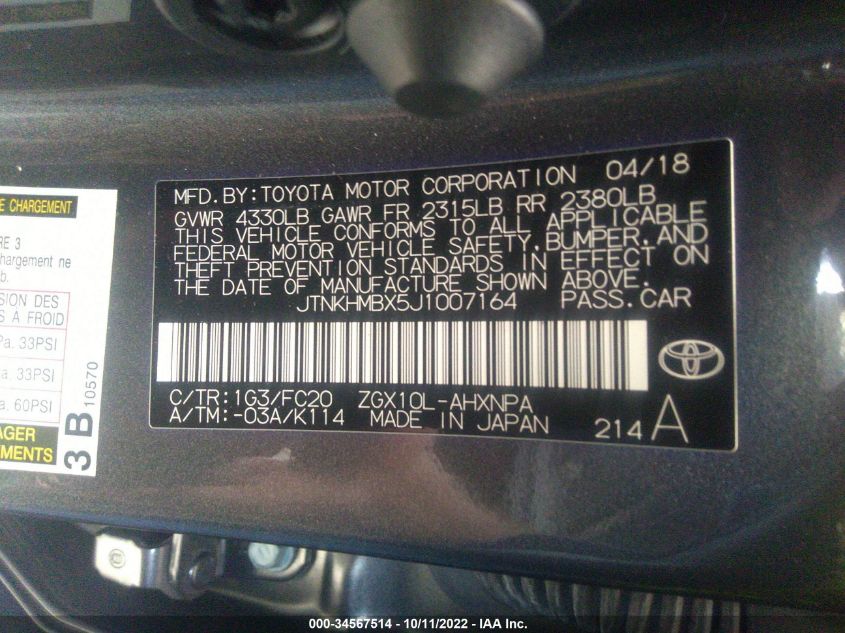 MFD.BY:TOYOTA MOTOR CORPORATION 04/18
GVWR 4330LB GAWR FR 2315LB RR 2380LB
THIS VEHICLE CONFORMS TO ALL APPLICABLE
FEDERAL MOTOR VEHICLE SAFETY,BUMPER,AND
THEFT PREVENTION STANDARDS IN EFFECT ON
THE DATE OF MANUFACTURE SHOWN ABOVE.
JTNKHMBX5J1007164 PASS.CAR
C/TR:1G3/FC20 ZGX10L-AHXNPA
A/TM:-03A/K114 MADE IN JAPAN
214 A
E CHARGEMENT
RE 3
chargement ne
b.
SION DES
S A FROID
Pa. 33PSI
a. 33PSI
a. 60PSI
AGER
MENTS
3 B 10570
000-34567514 - 10/11/2022 - IAA Inc.